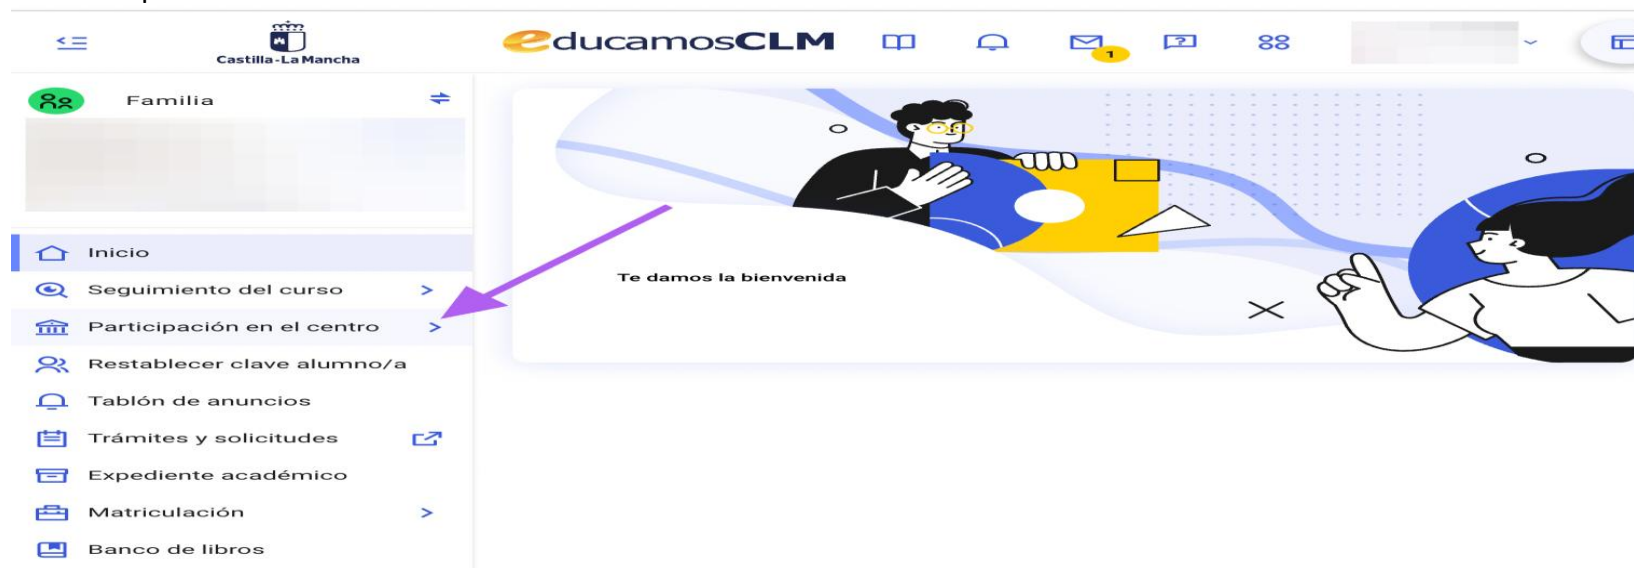 Castilla-La Mancha
educamosCLM
1
Familia
Inicio
Seguimiento del curso
Participación en el centro
Restablecer clave alumno/a
Tablón de anuncios
Trámites y solicitudes
Expediente académico
Matriculación
Banco de libros
Te damos la bienvenida